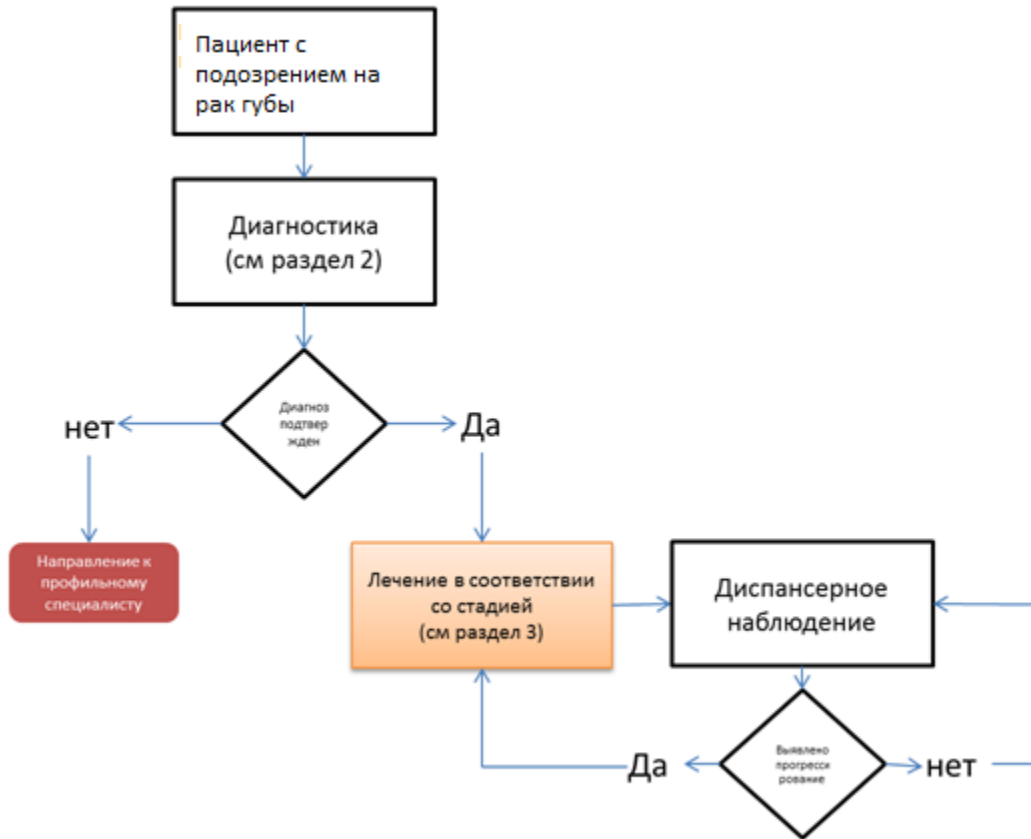 Пациент с
подозрением на
рак губы
Диагностика
(см раздел 2)
Диагноз
подтвер
жден
нет
Да
Направление к
профильному
специалисту
Лечение в соответствии
со стадией
(см раздел 3)
Диспансерное
наблюдение
Выявлено
прогресси
рование
Да
нет